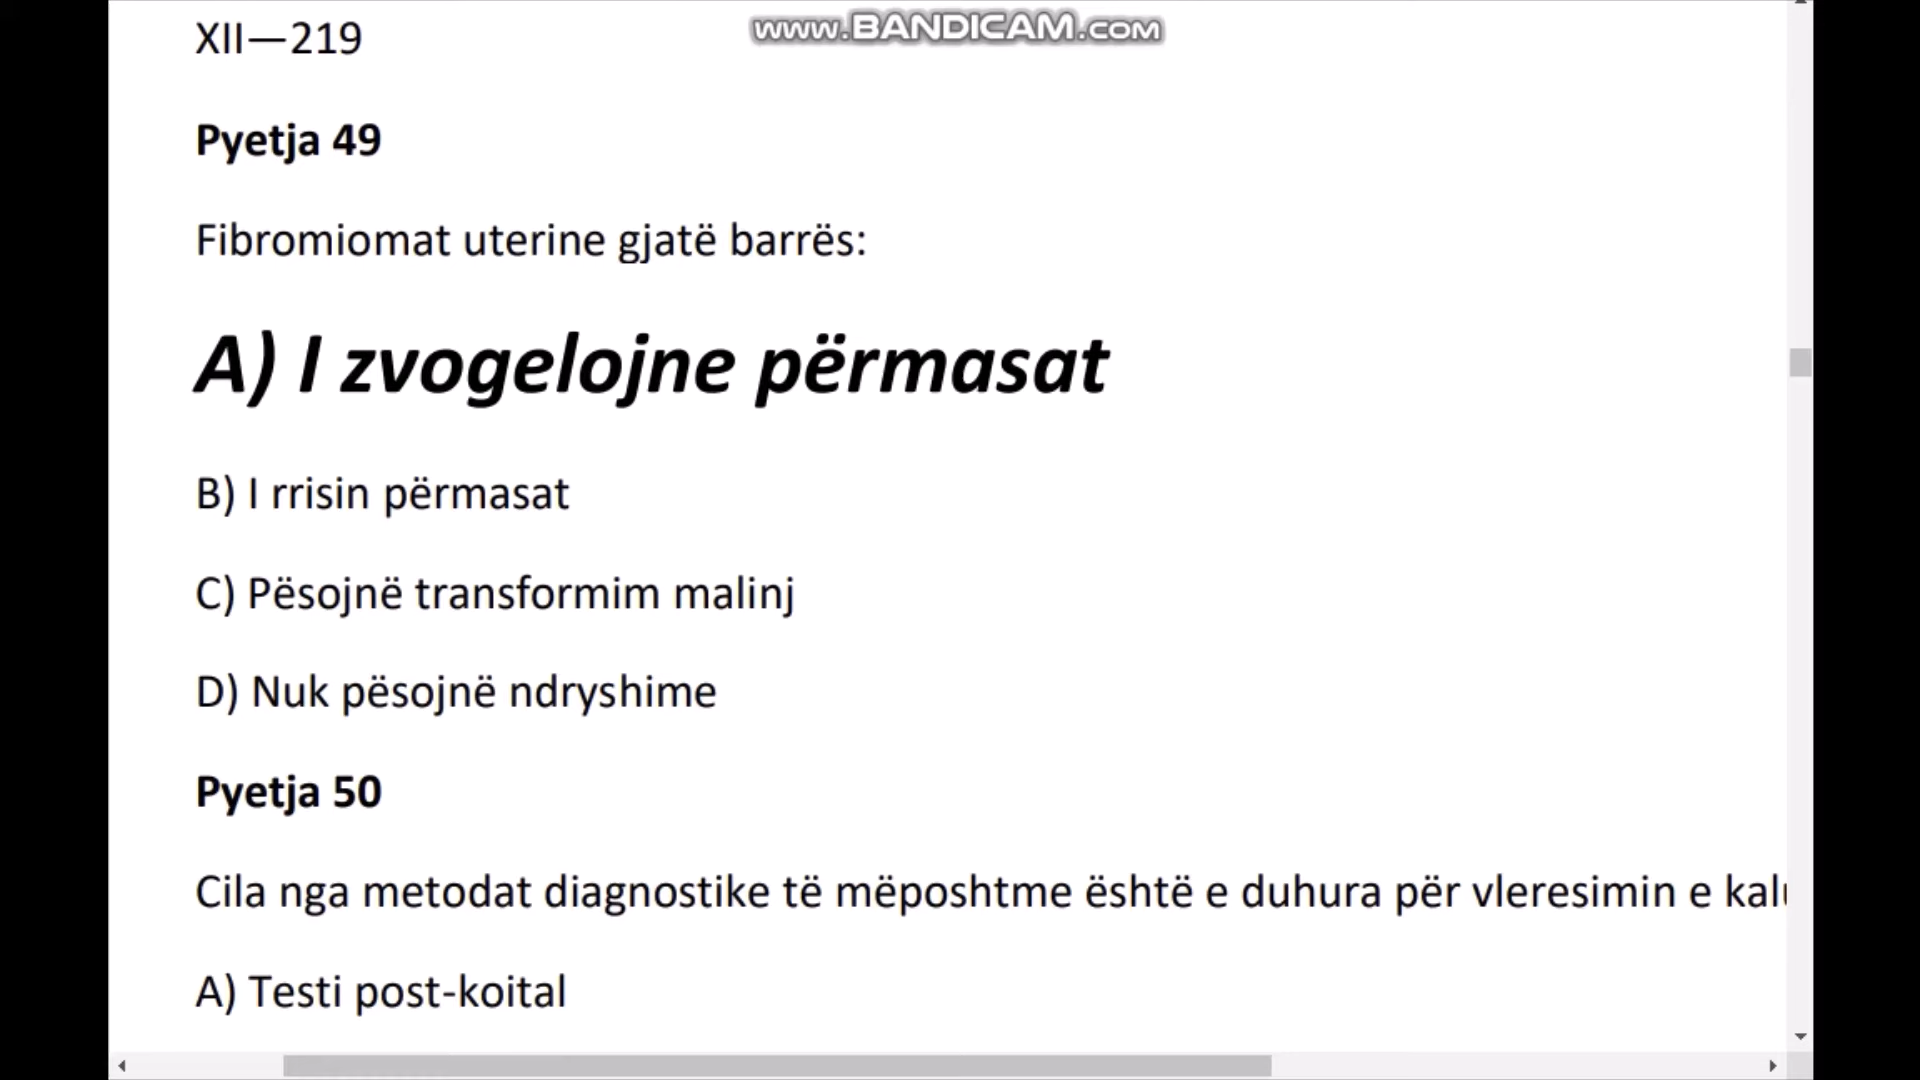 www.BANDICAM.com
XII—219
Pyetja 49
Fibromiomat uterine gjatë barrës:
A) I zvogelojne përmasat
B) I rrisin përmasat
C) Pësojnë transformim malinj
D) Nuk pësojnë ndryshime
Pyetja 50
Cila nga metodat diagnostike të mëposhtme është e duhura për vleresimin e
A) Testi post-koital